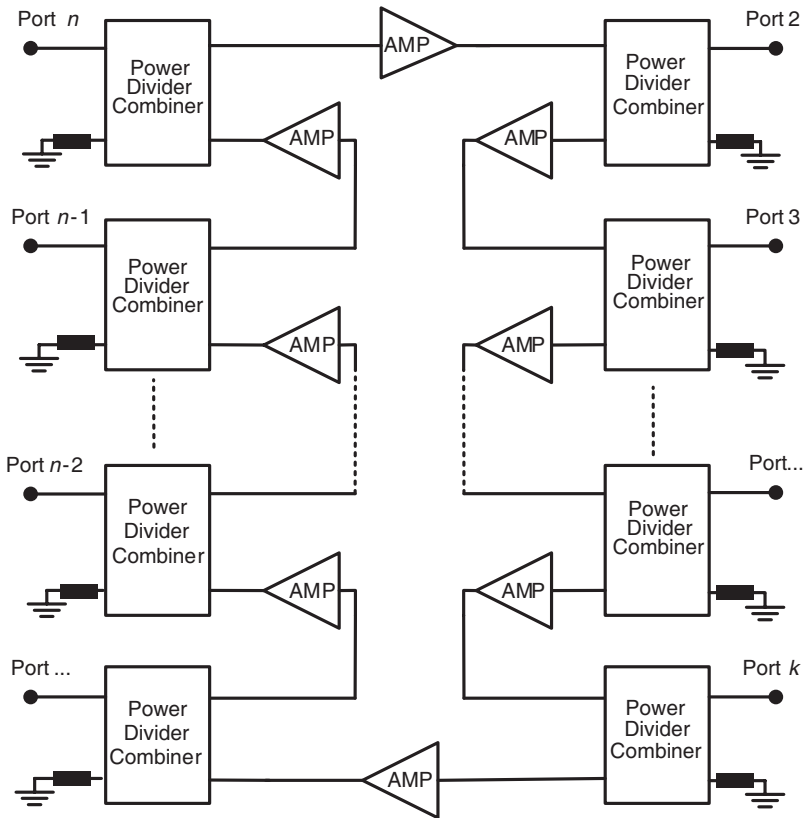 Port n
Power
Divider
Combiner
AMP
Port 2
Power
Divider
Combiner
AMP
AMP
Port n-1
Power
Divider
Combiner
Port 3
Power
Divider
Combiner
AMP
AMP
Port n-2
Power
Divider
Combiner
Port...
Power
Divider
Combiner
AMP
AMP
Port ...
Power
Divider
Combiner
AMP
Port k
Power
Divider
Combiner